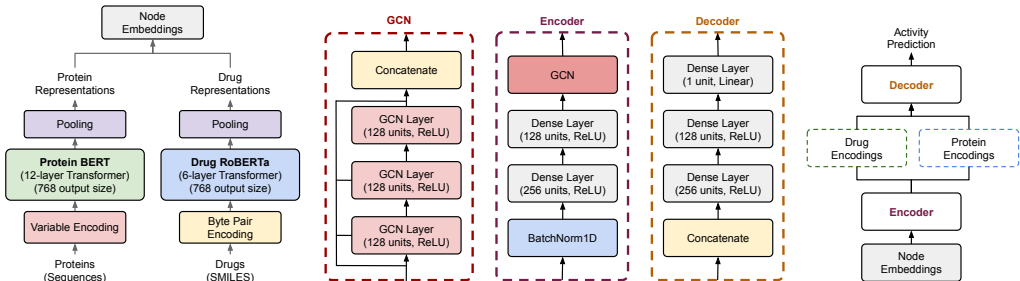 Node
Embeddings
Protein
Representations
Drug
Representations
Pooling
Pooling
Protein BERT
(12-layer Transformer)
(768 output size)
Drug RoBERTa
(6-layer Transformer)
(768 output size)
Variable Encoding
Byte Pair
Encoding
Proteins
(Sequences)
Drugs
(SMILES)
GCN
Concatenate
GCN Layer
(128 units, ReLU)
GCN Layer
(128 units, ReLU)
GCN Layer
(128 units, ReLU)
Encoder
GCN
Dense Layer
(128 units, ReLU)
Dense Layer
(256 units, ReLU)
BatchNorm1D
Decoder
Dense Layer
(1 unit, Linear)
Dense Layer
(128 units, ReLU)
Dense Layer
(256 units, ReLU)
Concatenate
Activity
Prediction
Decoder
Drug
Encodings
Protein
Encodings
Encoder
Node
Embeddings